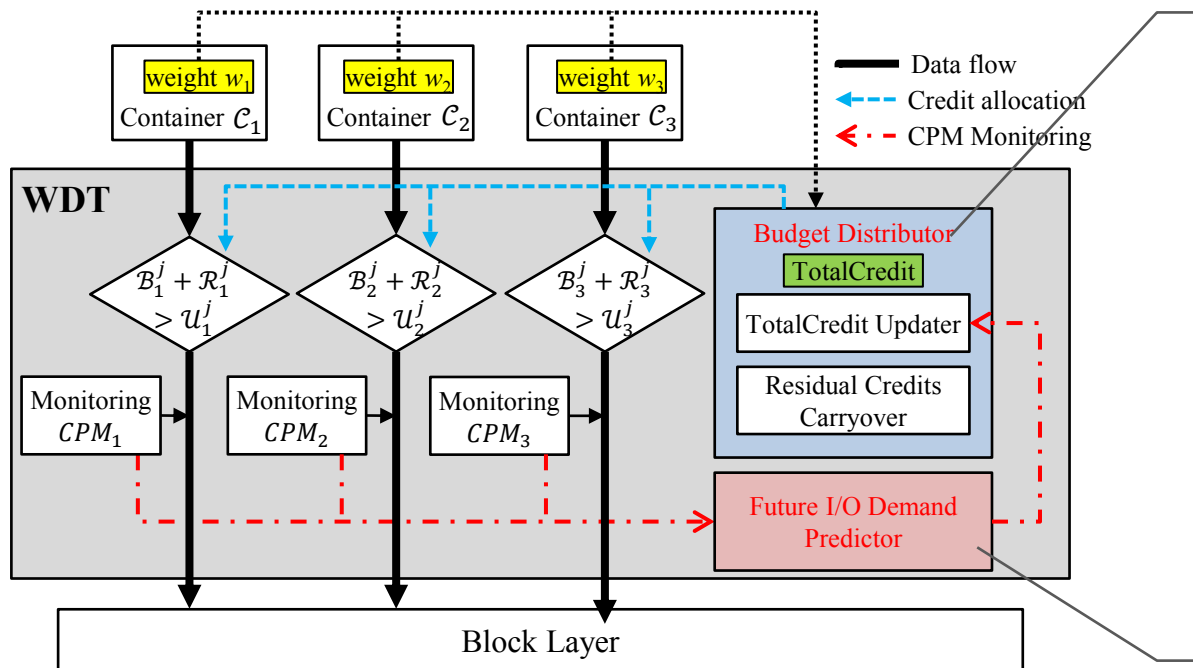 weight w₁
Container 𝒞₁
weight w₂
Container 𝒞₂
weight w₃
Container 𝒞₃
Data flow
Credit allocation
CPM Monitoring
WDT
ℬ₁ʲ + ℛ₁ʲ
> 𝒰₁ʲ
ℬ₂ʲ + ℛ₂ʲ
> 𝒰₂ʲ
ℬ₃ʲ + ℛ₃ʲ
> 𝒰₃ʲ
Budget Distributor
TotalCredit
TotalCredit Updater
Residual Credits
Carryover
Monitoring
CPM₁
Monitoring
CPM₂
Monitoring
CPM₃
Future I/O Demand
Predictor
Block Layer